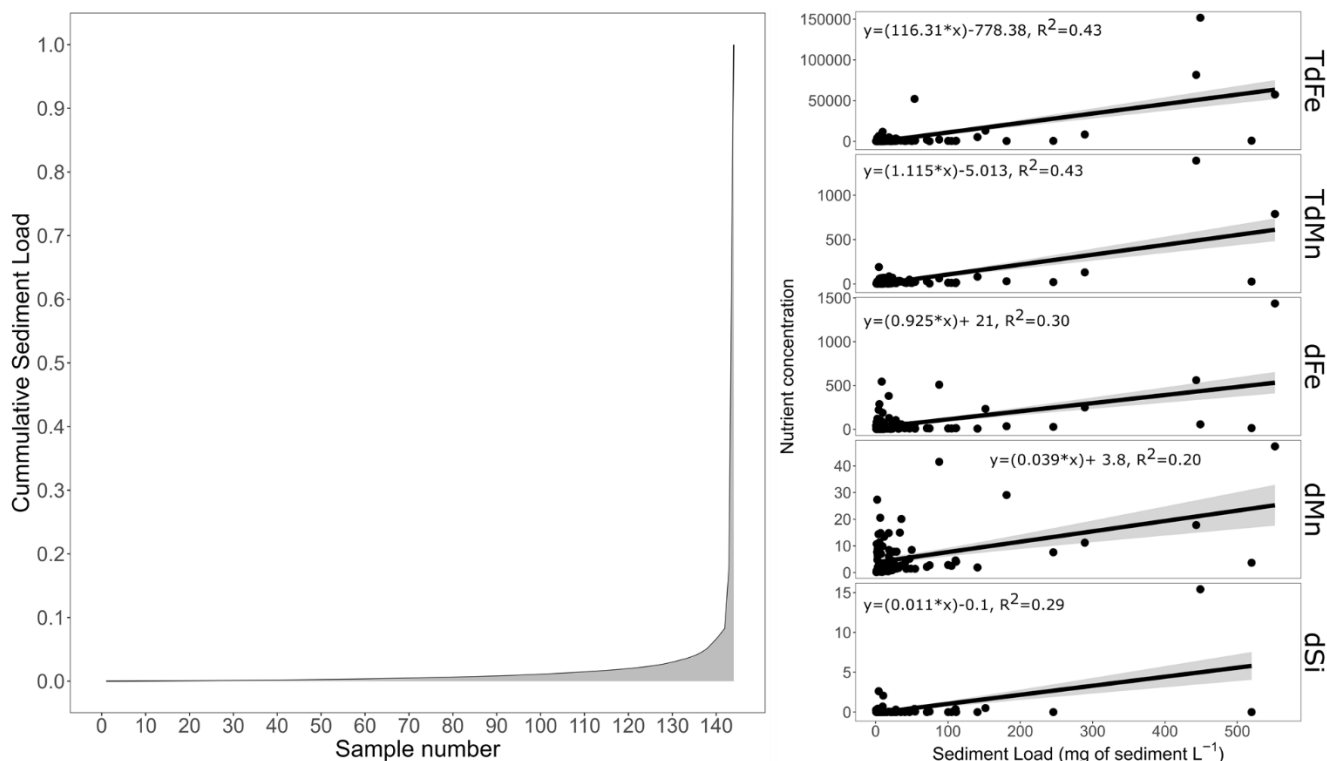 Cummulative Sediment Load
1.0
0.9
0.8
0.7
0.6
0.5
0.4
0.3
0.2
0.1
0.0
0 10 20 30 40 50 60 70 80 90 100 110 120 130 140
Sample number
Nutrient concentration
150000
100000
50000
0
y=(116.31*x)-778.38, R²=0.43
TdFe
1000
500
0
y=(1.115*x)-5.013, R²=0.43
TdMn
1500
1000
500
0
y=(0.925*x)+ 21, R²=0.30
dFe
40
30
20
10
0
y=(0.039*x)+ 3.8, R²=0.20
dMn
15
10
5
0
y=(0.011*x)-0.1, R²=0.29
dSi
0 100 200 300 400 500
Sediment Load (mg of sediment L⁻¹)